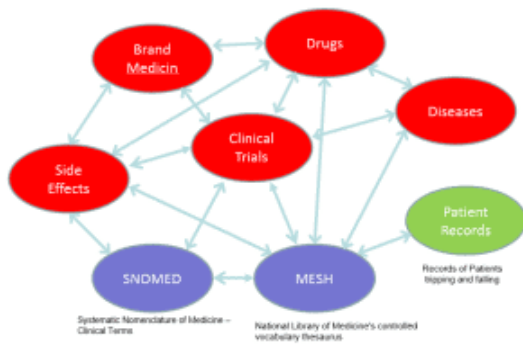 Brand
Medicin
Drugs
Diseases
Clinical
Trials
Side
Effects
Patient
Records
Records of Patients
tripping and falling
SNDMED
MESH
Systematic Nomenclature of Medicine –
Clinical Terms
National Library of Medicine's controlled
vocabulary thesaurus